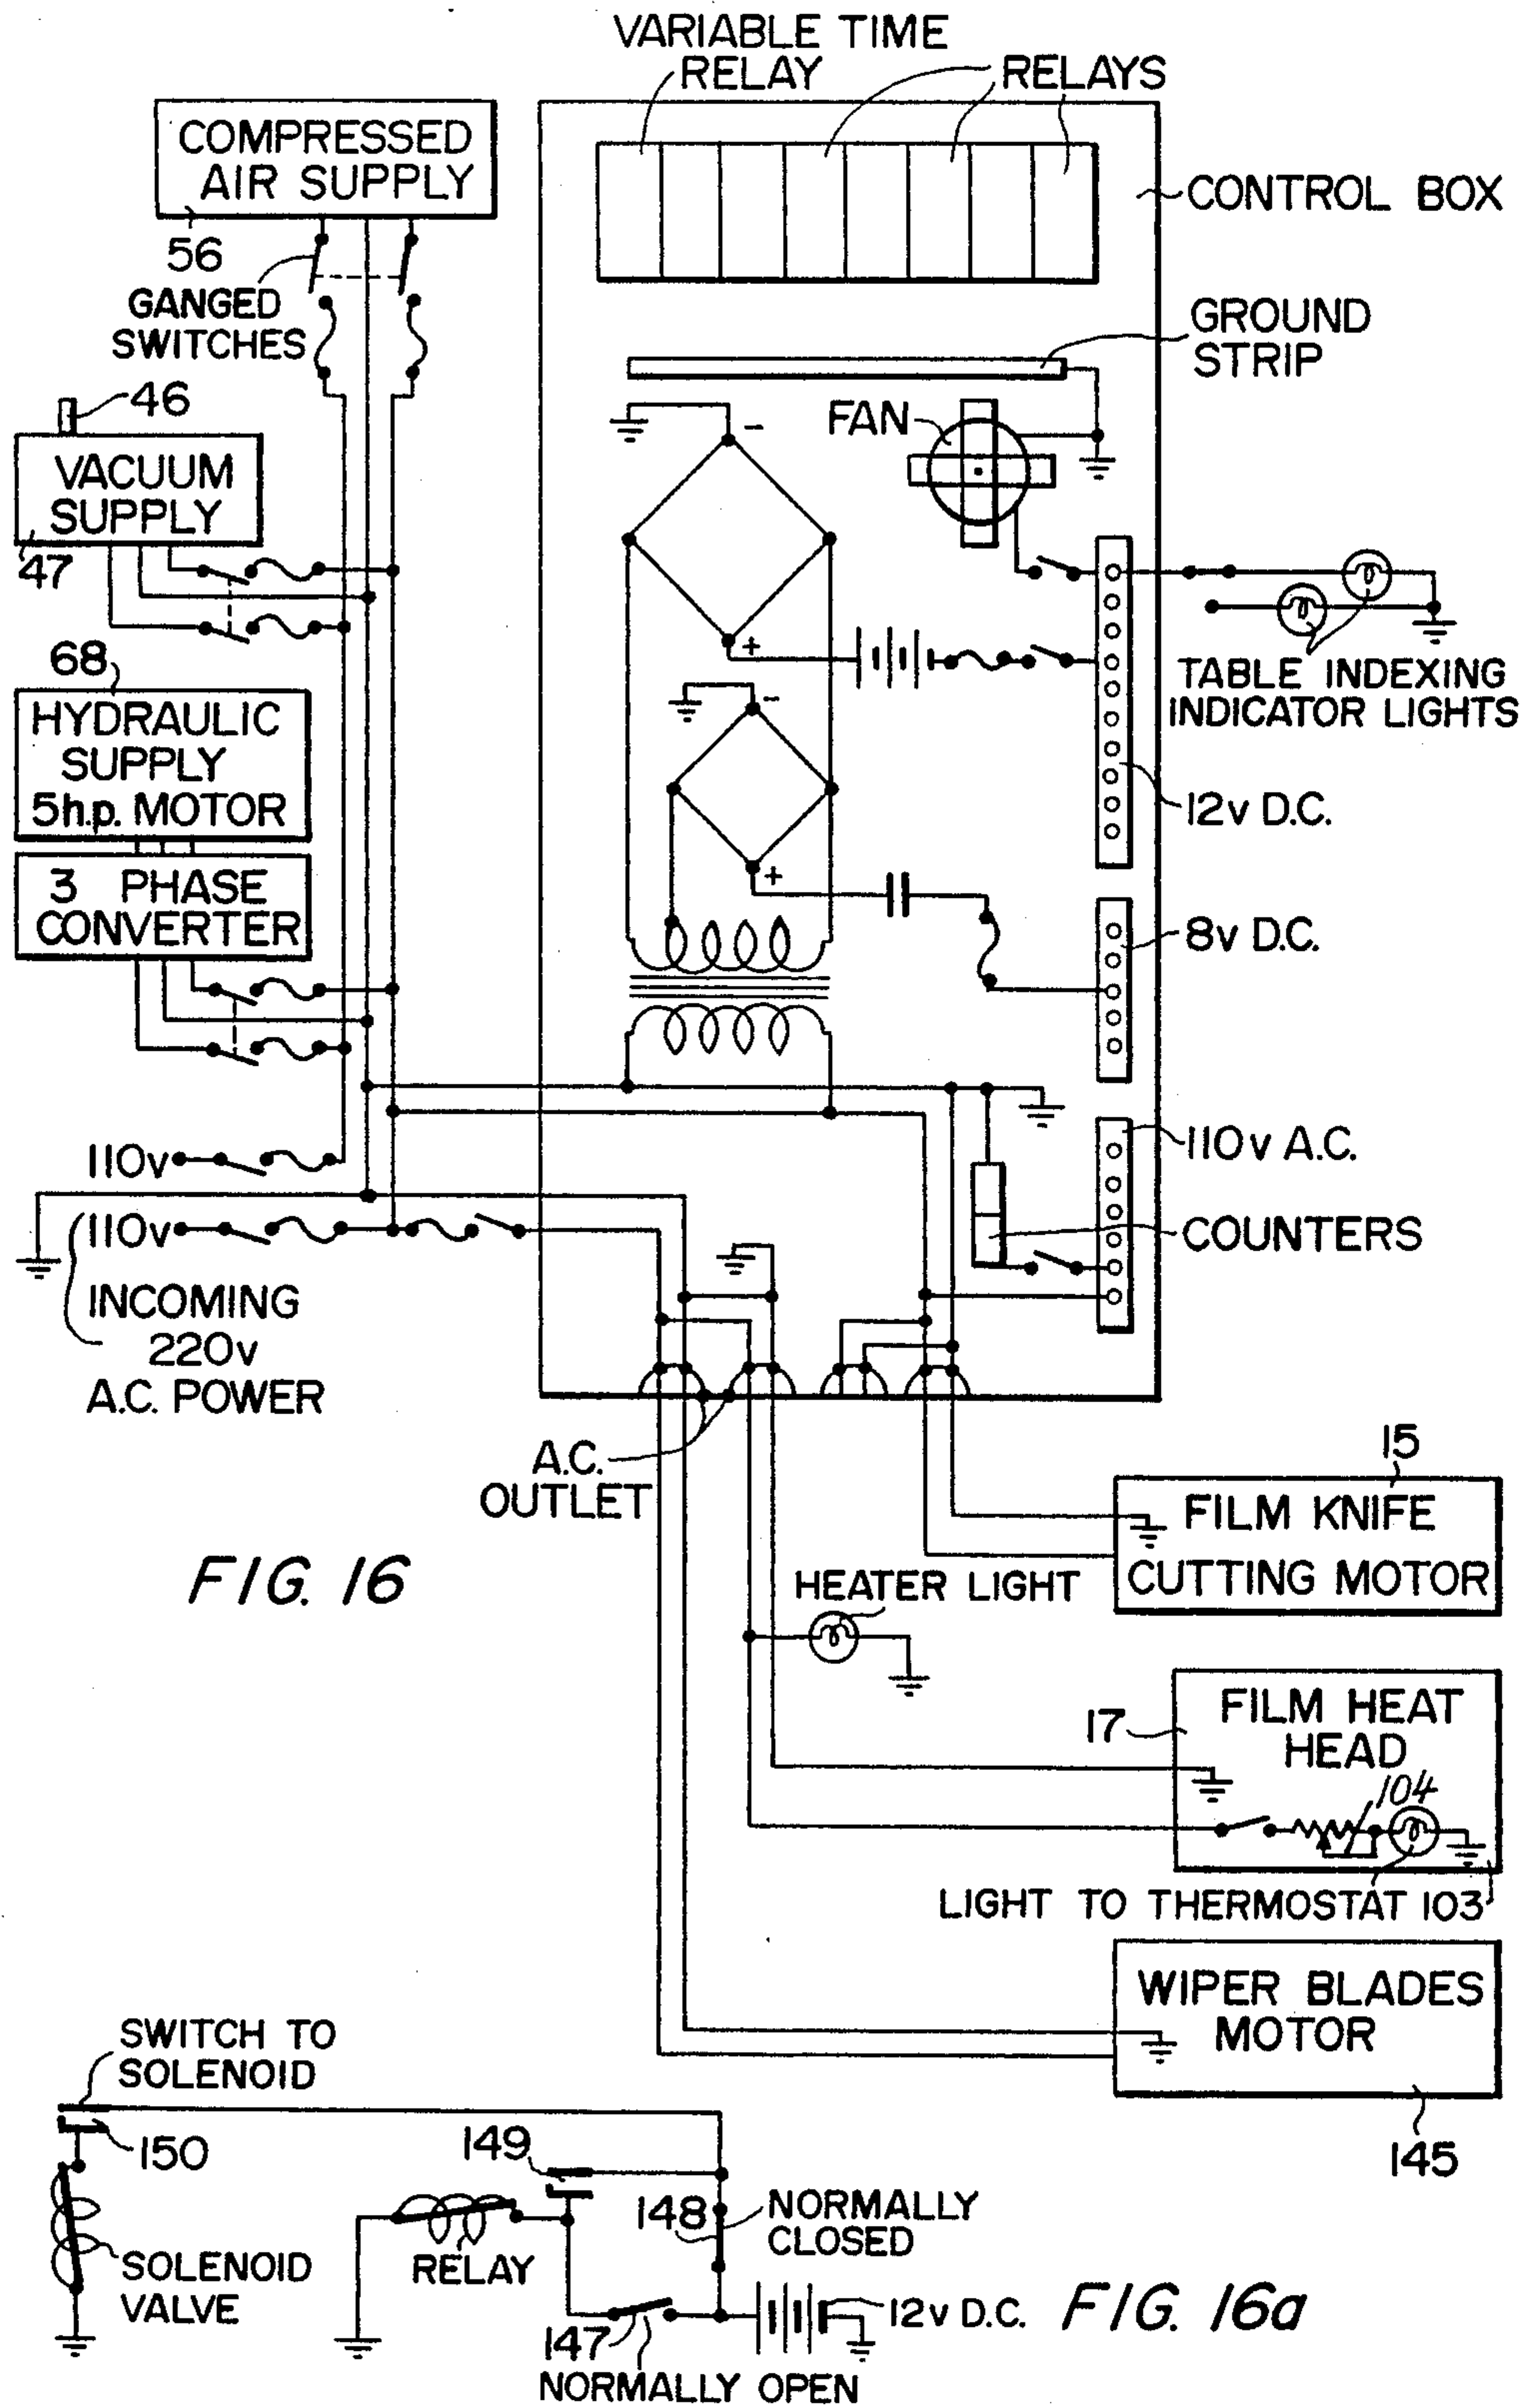 VARIABLE TIME
RELAY
RELAYS
COMPRESSED
AIR SUPPLY
56
GANGED
SWITCHES
CONTROL BOX
GROUND
STRIP
46
VACUUM
SUPPLY
47
FAN
-
+
TABLE INDEXING
INDICATOR LIGHTS
68
HYDRAULIC
SUPPLY
5h.p. MOTOR
-
12v D.C.
3 PHASE
CONVERTER
+
8v D.C.
110v
110v A.C.
110v
COUNTERS
INCOMING
220v
A.C. POWER
A.C.
OUTLET
15
FILM KNIFE
CUTTING MOTOR
FIG. 16
HEATER LIGHT
17
FILM HEAT
HEAD
104
LIGHT TO THERMOSTAT 103
WIPER BLADES
MOTOR
145
SWITCH TO
SOLENOID
150
149
148
NORMALLY
CLOSED
SOLENOID
VALVE
RELAY
147
NORMALLY OPEN
12v D.C.
FIG. 16a